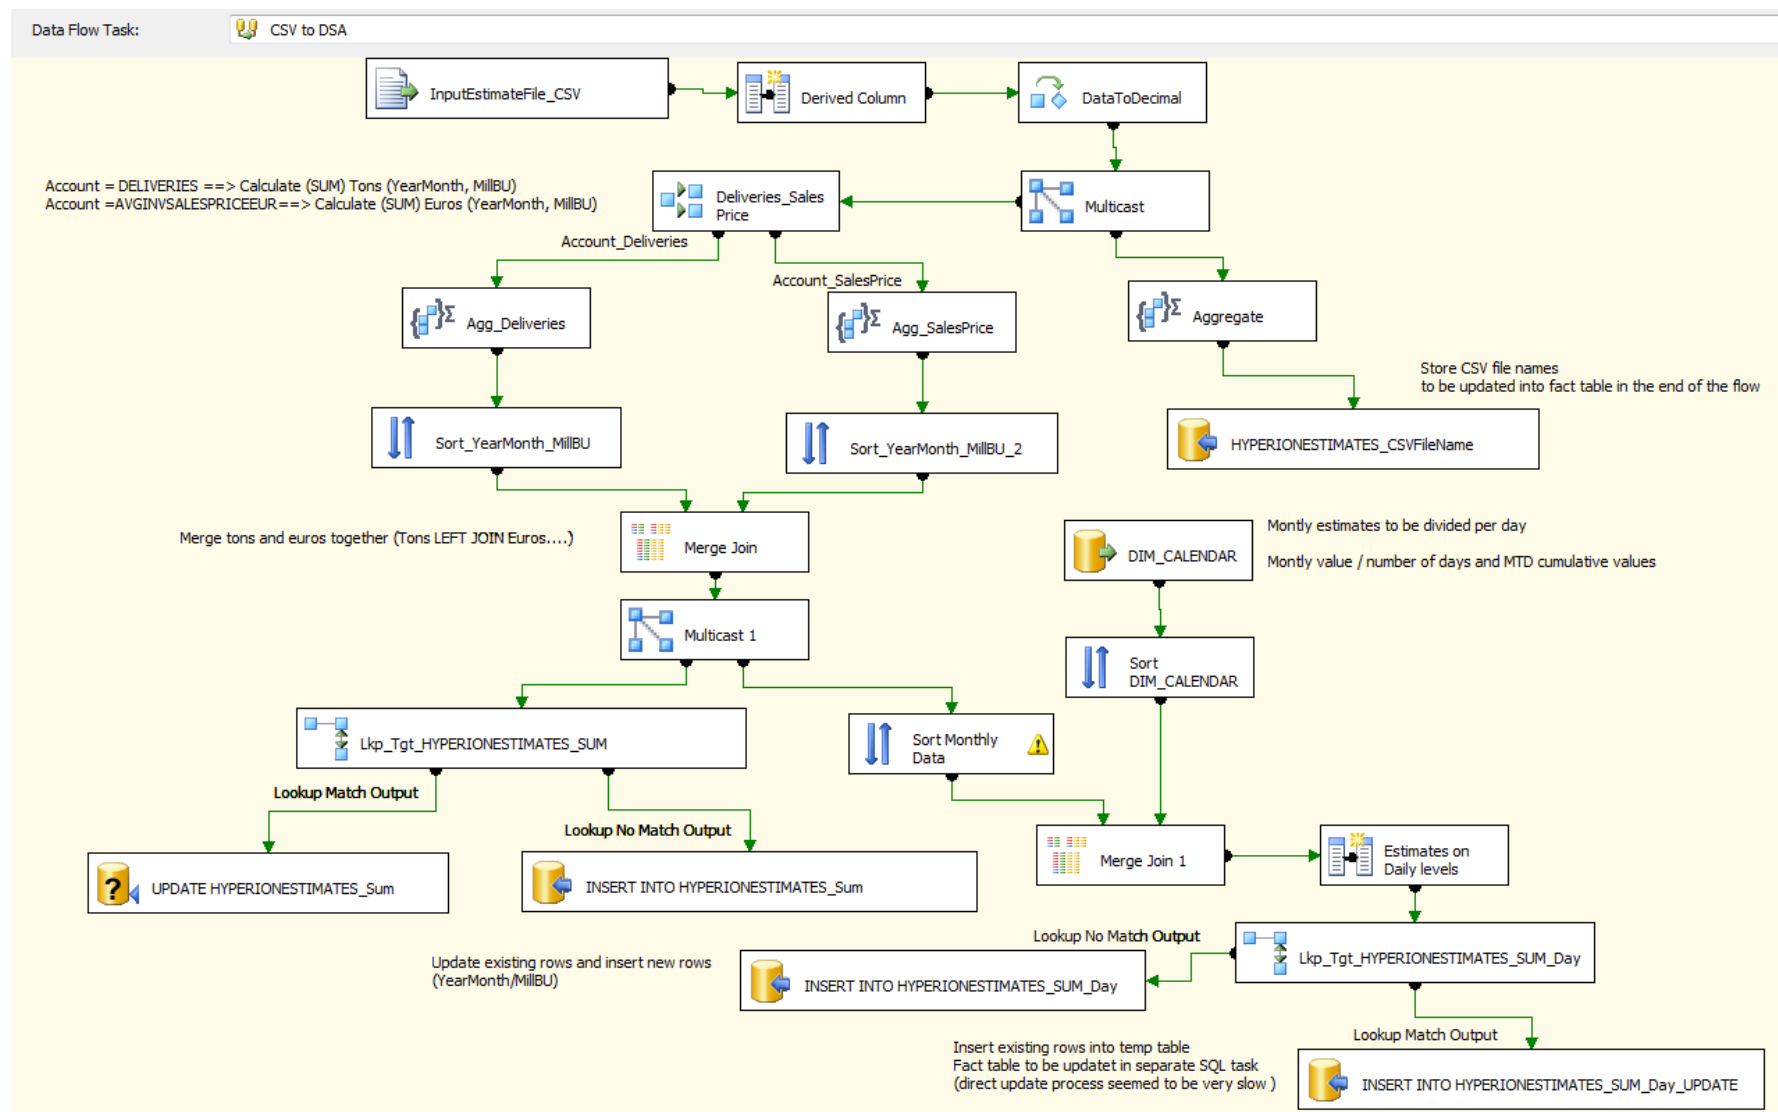 Data Flow Task:
CSV to DSA
InputEstimateFile_CSV
Derived Column
DataToDecimal
Account = DELIVERIES ==> Calculate (SUM) Tons (YearMonth, MillBU)
Account =AVGINVSALESPRICEEUR==> Calculate (SUM) Euros (YearMonth, MillBU)
Deliveries_Sales
Price
Multicast
Account_Deliveries
Account_SalesPrice
Agg_Deliveries
Agg_SalesPrice
Aggregate
Store CSV file names
to be updated into fact table in the end of the flow
Sort_YearMonth_MillBU
Sort_YearMonth_MillBU_2
HYPERIONESTIMATES_CSVFileName
Merge tons and euros together (Tons LEFT JOIN Euros....)
Merge Join
DIM_CALENDAR
Montly estimates to be divided per day
Montly value / number of days and MTD cumulative values
Multicast 1
Sort
DIM_CALENDAR
Lkp_Tgt_HYPERIONESTIMATES_SUM
Sort Monthly
Data
Lookup Match Output
Lookup No Match Output
UPDATE HYPERIONESTIMATES_Sum
INSERT INTO HYPERIONESTIMATES_Sum
Merge Join 1
Estimates on
Daily levels
Lookup No Match Output
Update existing rows and insert new rows
(YearMonth/MillBU)
INSERT INTO HYPERIONESTIMATES_SUM_Day
Lkp_Tgt_HYPERIONESTIMATES_SUM_Day
Lookup Match Output
Insert existing rows into temp table
Fact table to be updatet in separate SQL task
(direct update process seemed to be very slow )
INSERT INTO HYPERIONESTIMATES_SUM_Day_UPDATE